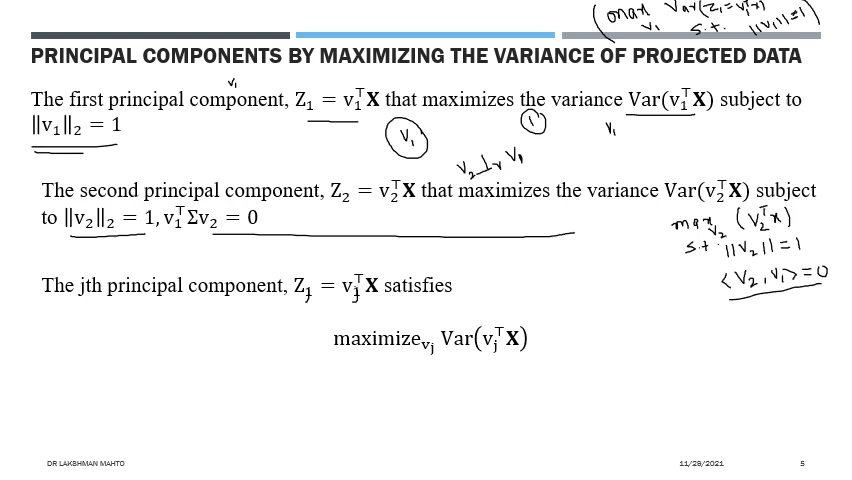 (max Var(Z₁ = v₁ᵀx)
v₁ s.t. ||v₁|| = 1)
PRINCIPAL COMPONENTS BY MAXIMIZING THE VARIANCE OF PROJECTED DATA
v₁
The first principal component, Z₁ = v₁ᵀX that maximizes the variance Var(v₁ᵀX) subject to
‖v₁‖₂ = 1
v₁
①
v₁
v₂ ⊥ v₁
The second principal component, Z₂ = v₂ᵀX that maximizes the variance Var(v₂ᵀX) subject
to ‖v₂‖₂ = 1, v₁ᵀΣv₂ = 0
max v₂ (v₂ᵀx)
s.t. ||v₂|| = 1
<v₂, v₁> = 0
The jth principal component, Zⱼ = vⱼᵀX satisfies
maximizeᵥⱼ Var(vⱼᵀX)
DR LAKSHMAN MAHTO
11/28/2021
5